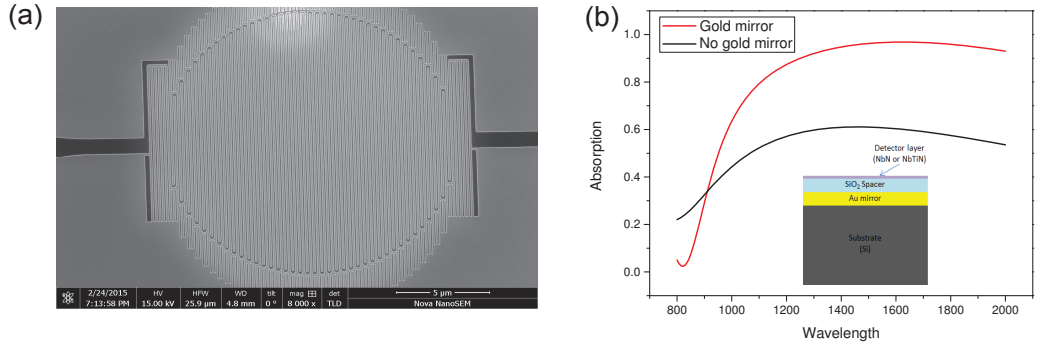 (a)
2/24/2015
7:13:58 PM
HV
15.00 kV
HFW
25.9 µm
WD
4.8 mm
tilt
0 °
mag
8 000 x
det
TLD
5 µm
Nova NanoSEM
(b)
Gold mirror
No gold mirror
Absorption
1.0
0.8
0.6
0.4
0.2
0.0
Detector layer
(NbN or NbTiN)
SiO₂ Spacer
Au mirror
Substrate
(Si)
800 1000 1200 1400 1600 1800 2000
Wavelength